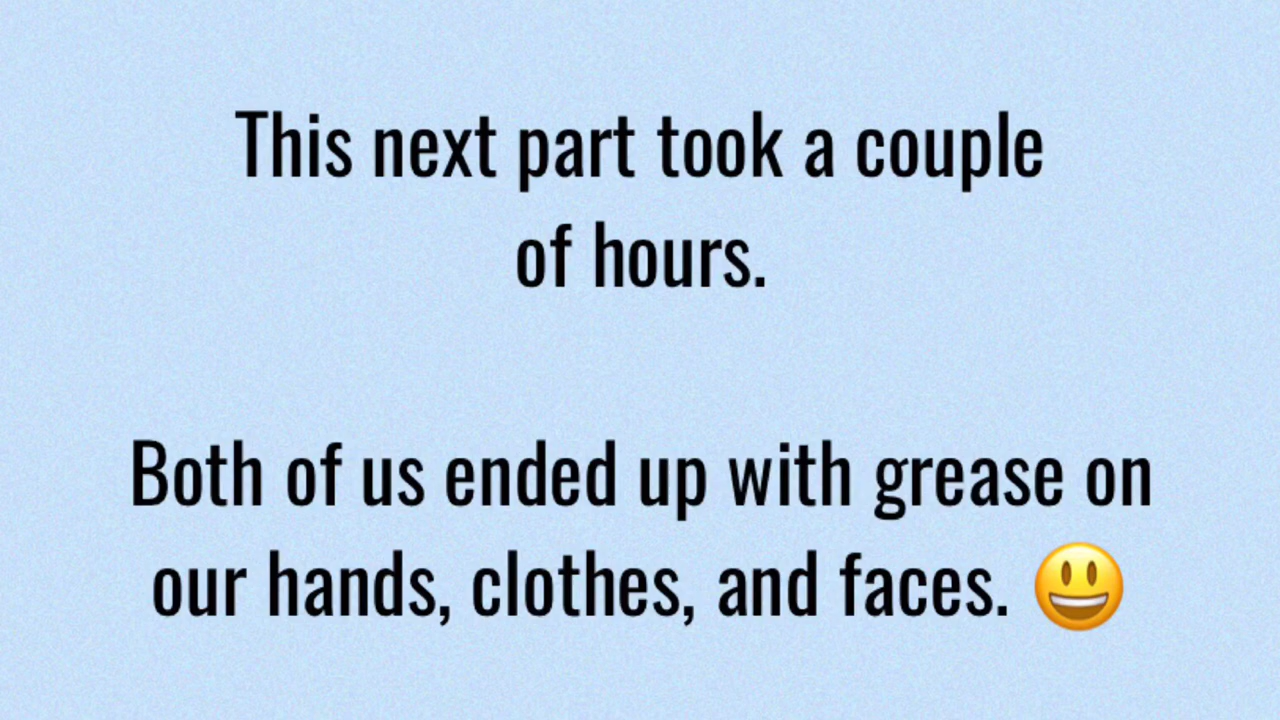 This next part took a couple
of hours.
Both of us ended up with grease on
our hands, clothes, and faces. 😃